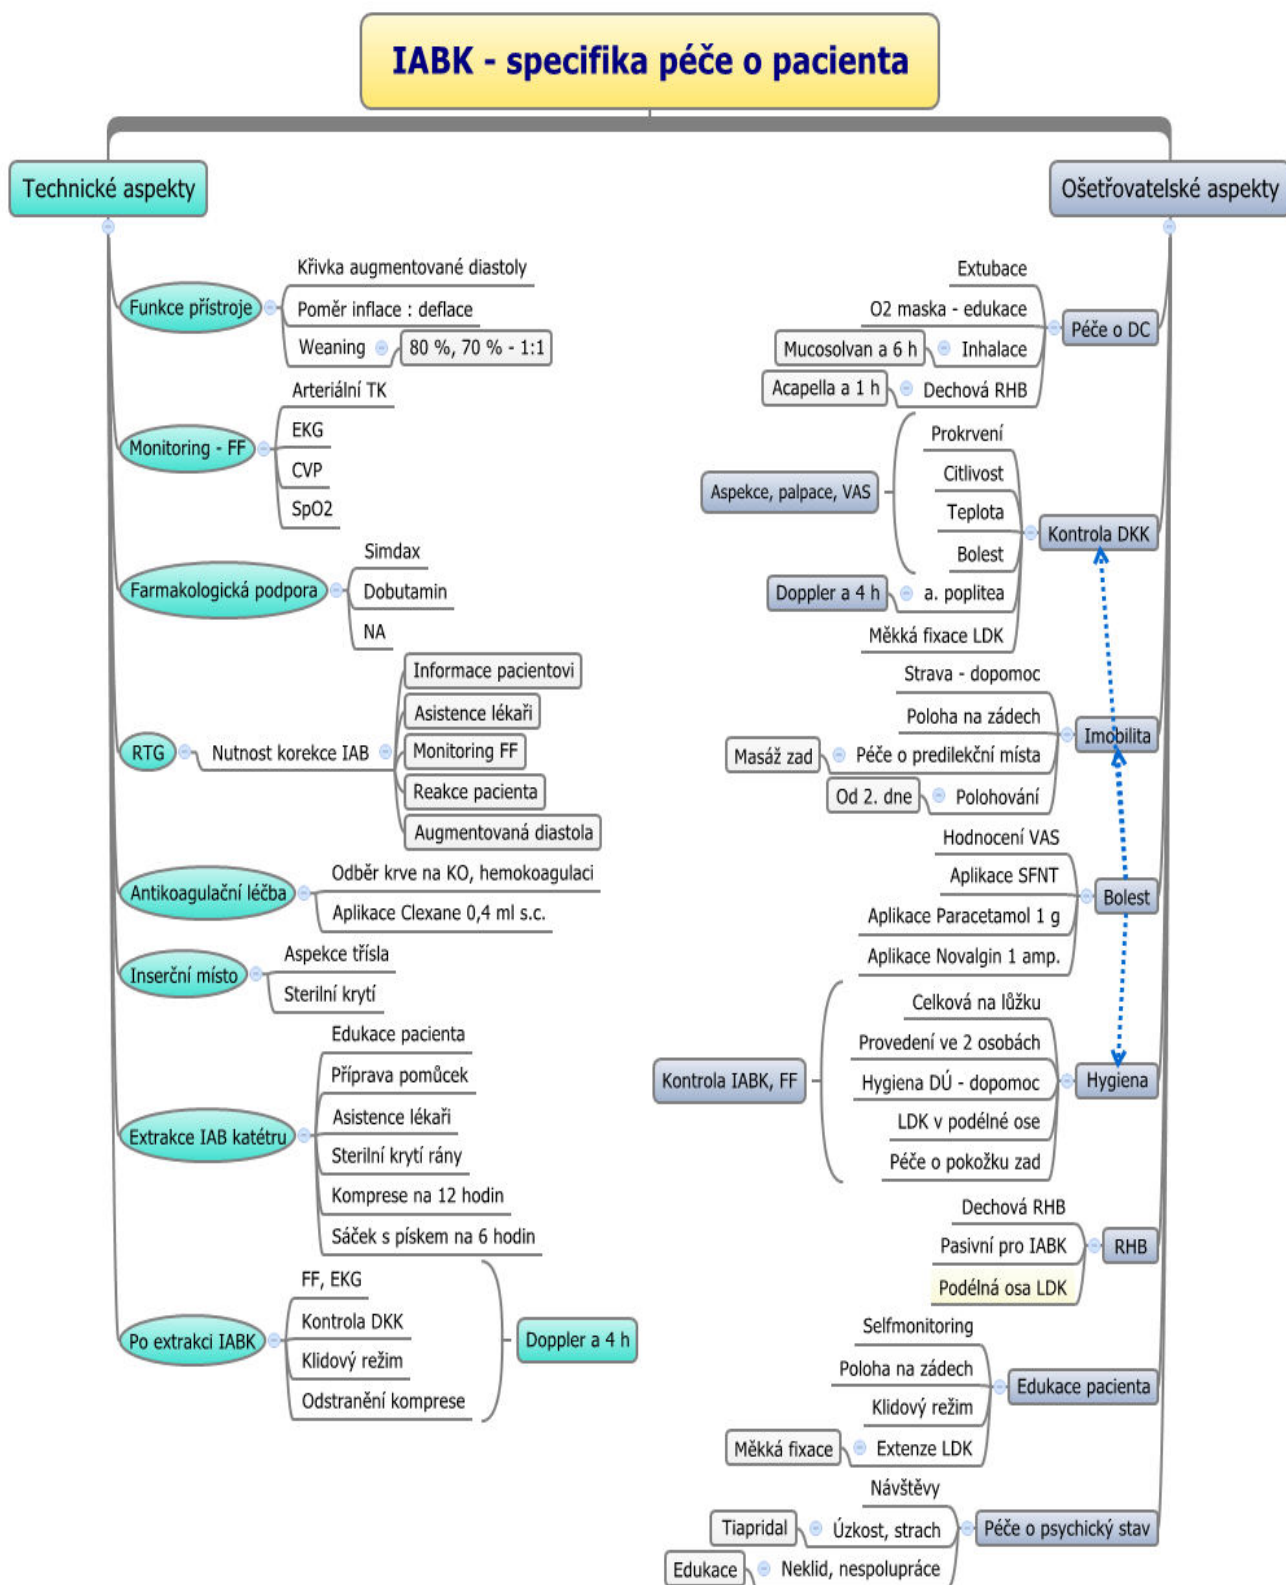 IABK - specifika péče o pacienta
Technické aspekty
Funkce přístroje
Křivka augmentované diastoly
Poměr inflace : deflace
Weaning
80 %, 70 % - 1:1
Monitoring - FF
Arteriální TK
EKG
CVP
SpO2
Farmakologická podpora
Simdax
Dobutamin
NA
RTG
Nutnost korekce IAB
Informace pacientovi
Asistence lékaři
Monitoring FF
Reakce pacienta
Augmentovaná diastola
Antikoagulační léčba
Odběr krve na KO, hemokoagulaci
Aplikace Clexane 0,4 ml s.c.
Inserční místo
Aspekce třísla
Sterilní krytí
Extrakce IAB katétru
Edukace pacienta
Příprava pomůcek
Asistence lékaři
Sterilní krytí rány
Komprese na 12 hodin
Sáček s pískem na 6 hodin
Po extrakci IABK
FF, EKG
Kontrola DKK
Klidový režim
Odstranění komprese
Doppler a 4 h
Ošetřovatelské aspekty
Péče o DC
Extubace
O2 maska - edukace
Inhalace
Mucosolvan a 6 h
Dechová RHB
Acapella a 1 h
Kontrola DKK
Prokrvení
Citlivost
Teplota
Bolest
Aspekce, palpace, VAS
a. poplitea
Doppler a 4 h
Měkká fixace LDK
Imobilita
Strava - dopomoc
Poloha na zádech
Péče o predilekční místa
Masáž zad
Polohování
Od 2. dne
Bolest
Hodnocení VAS
Aplikace SFNT
Aplikace Paracetamol 1 g
Aplikace Novalgin 1 amp.
Hygiena
Celková na lůžku
Provedení ve 2 osobách
Hygiena DÚ - dopomoc
LDK v podélné ose
Péče o pokožku zad
Kontrola IABK, FF
RHB
Dechová RHB
Pasivní pro IABK
Podélná osa LDK
Edukace pacienta
Selfmonitoring
Poloha na zádech
Klidový režim
Extenze LDK
Měkká fixace
Péče o psychický stav
Návštěvy
Úzkost, strach
Tiapridal
Neklid, nespolupráce
Edukace